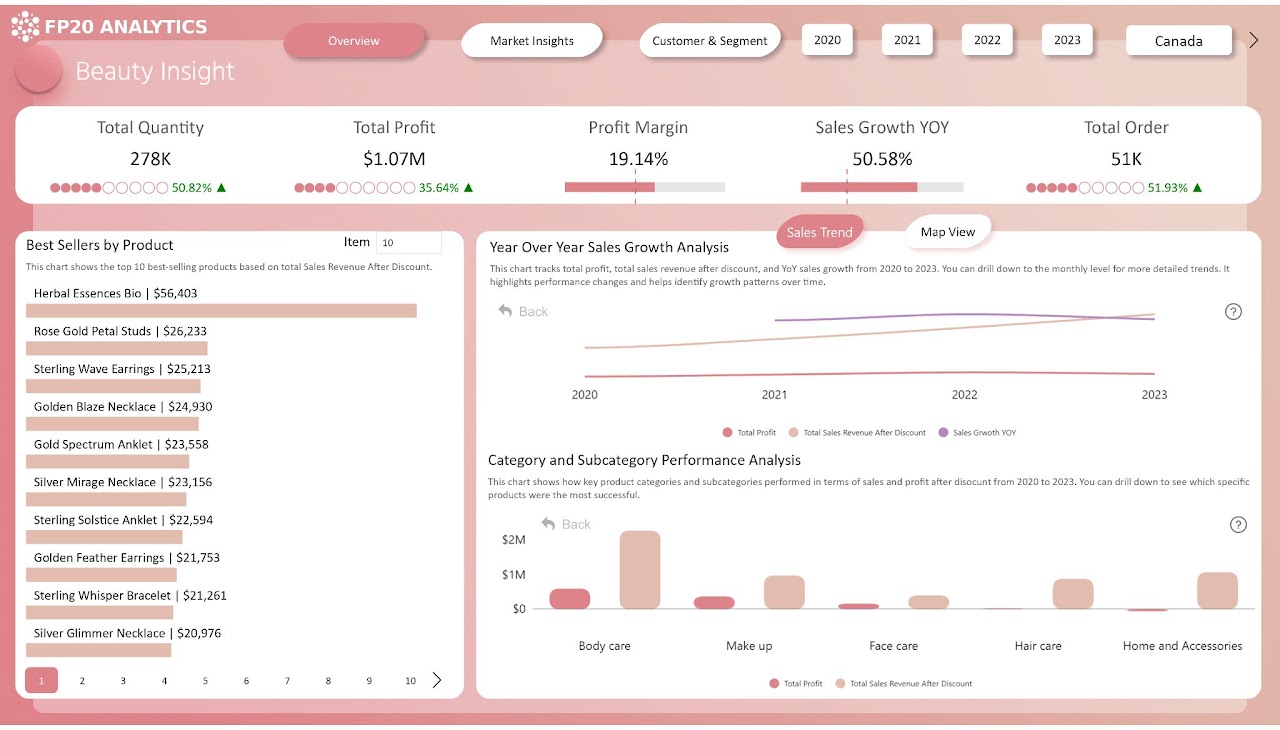 FP20 ANALYTICS
Overview
Market Insights
Customer & Segment
2020
2021
2022
2023
Canada
Beauty Insight
Total Quantity
278K
50.82% ▲
Total Profit
$1.07M
35.64% ▲
Profit Margin
19.14%
Sales Growth YOY
50.58%
Total Order
51K
51.93% ▲
Best Sellers by Product
Item 10
This chart shows the top 10 best-selling products based on total Sales Revenue After Discount.
Herbal Essences Bio | $56,403
Rose Gold Petal Studs | $26,233
Sterling Wave Earrings | $25,213
Golden Blaze Necklace | $24,930
Gold Spectrum Anklet | $23,558
Silver Mirage Necklace | $23,156
Sterling Solstice Anklet | $22,594
Golden Feather Earrings | $21,753
Sterling Whisper Bracelet | $21,261
Silver Glimmer Necklace | $20,976
1 2 3 4 5 6 7 8 9 10
Sales Trend
Map View
Year Over Year Sales Growth Analysis
This chart tracks total profit, total sales revenue after discount, and YoY sales growth from 2020 to 2023. You can drill down to the monthly level for more detailed trends. It
highlights performance changes and helps identify growth patterns over time.
Back
?
2020 2021 2022 2023
Total Profit Total Sales Revenue After Discount Sales Grwoth YOY
Category and Subcategory Performance Analysis
This chart shows how key product categories and subcategories performed in terms of sales and profit after disocunt from 2020 to 2023. You can drill down to see which specific
products were the most successful.
Back
?
$2M
$1M
$0
Body care Make up Face care Hair care Home and Accessories
Total Profit Total Sales Revenue After Discount